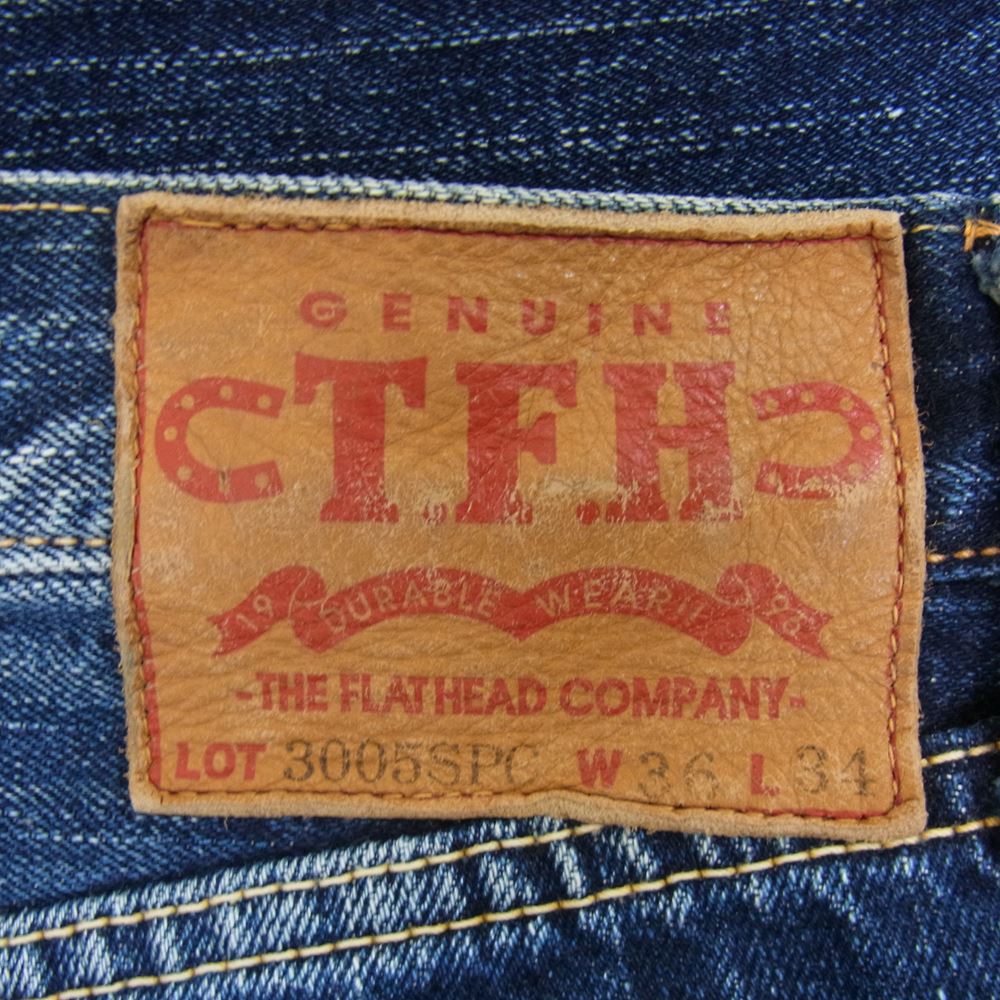 GENUINE
T.F.H
19 DURABLE WEAR!! 96
-THE FLATHEAD COMPANY-
LOT 3005SPC W 36 L 34